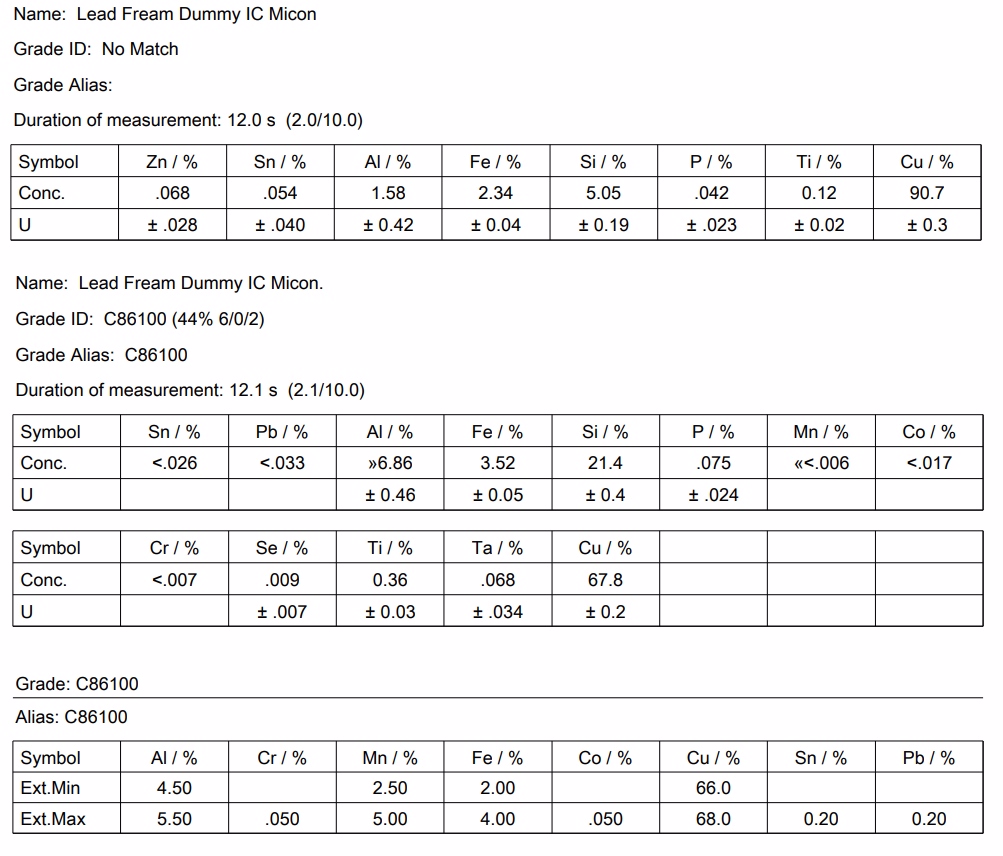 Name: Lead Fream Dummy IC Micon
Grade ID: No Match
Grade Alias:
Duration of measurement: 12.0 s (2.0/10.0)
Symbol Zn / % Sn / % Al / % Fe / % Si / % P / % Ti / % Cu / %
Conc. .068 .054 1.58 2.34 5.05 .042 0.12 90.7
U ± .028 ± .040 ± 0.42 ± 0.04 ± 0.19 ± .023 ± 0.02 ± 0.3
Name: Lead Fream Dummy IC Micon.
Grade ID: C86100 (44% 6/0/2)
Grade Alias: C86100
Duration of measurement: 12.1 s (2.1/10.0)
Symbol Sn / % Pb / % Al / % Fe / % Si / % P / % Mn / % Co / %
Conc. <.026 <.033 »6.86 3.52 21.4 .075 «<.006 <.017
U ± 0.46 ± 0.05 ± 0.4 ± .024
Symbol Cr / % Se / % Ti / % Ta / % Cu / %
Conc. <.007 .009 0.36 .068 67.8
U ± .007 ± 0.03 ± .034 ± 0.2
Grade: C86100
Alias: C86100
Symbol Al / % Cr / % Mn / % Fe / % Co / % Cu / % Sn / % Pb / %
Ext.Min 4.50 2.50 2.00 66.0
Ext.Max 5.50 .050 5.00 4.00 .050 68.0 0.20 0.20